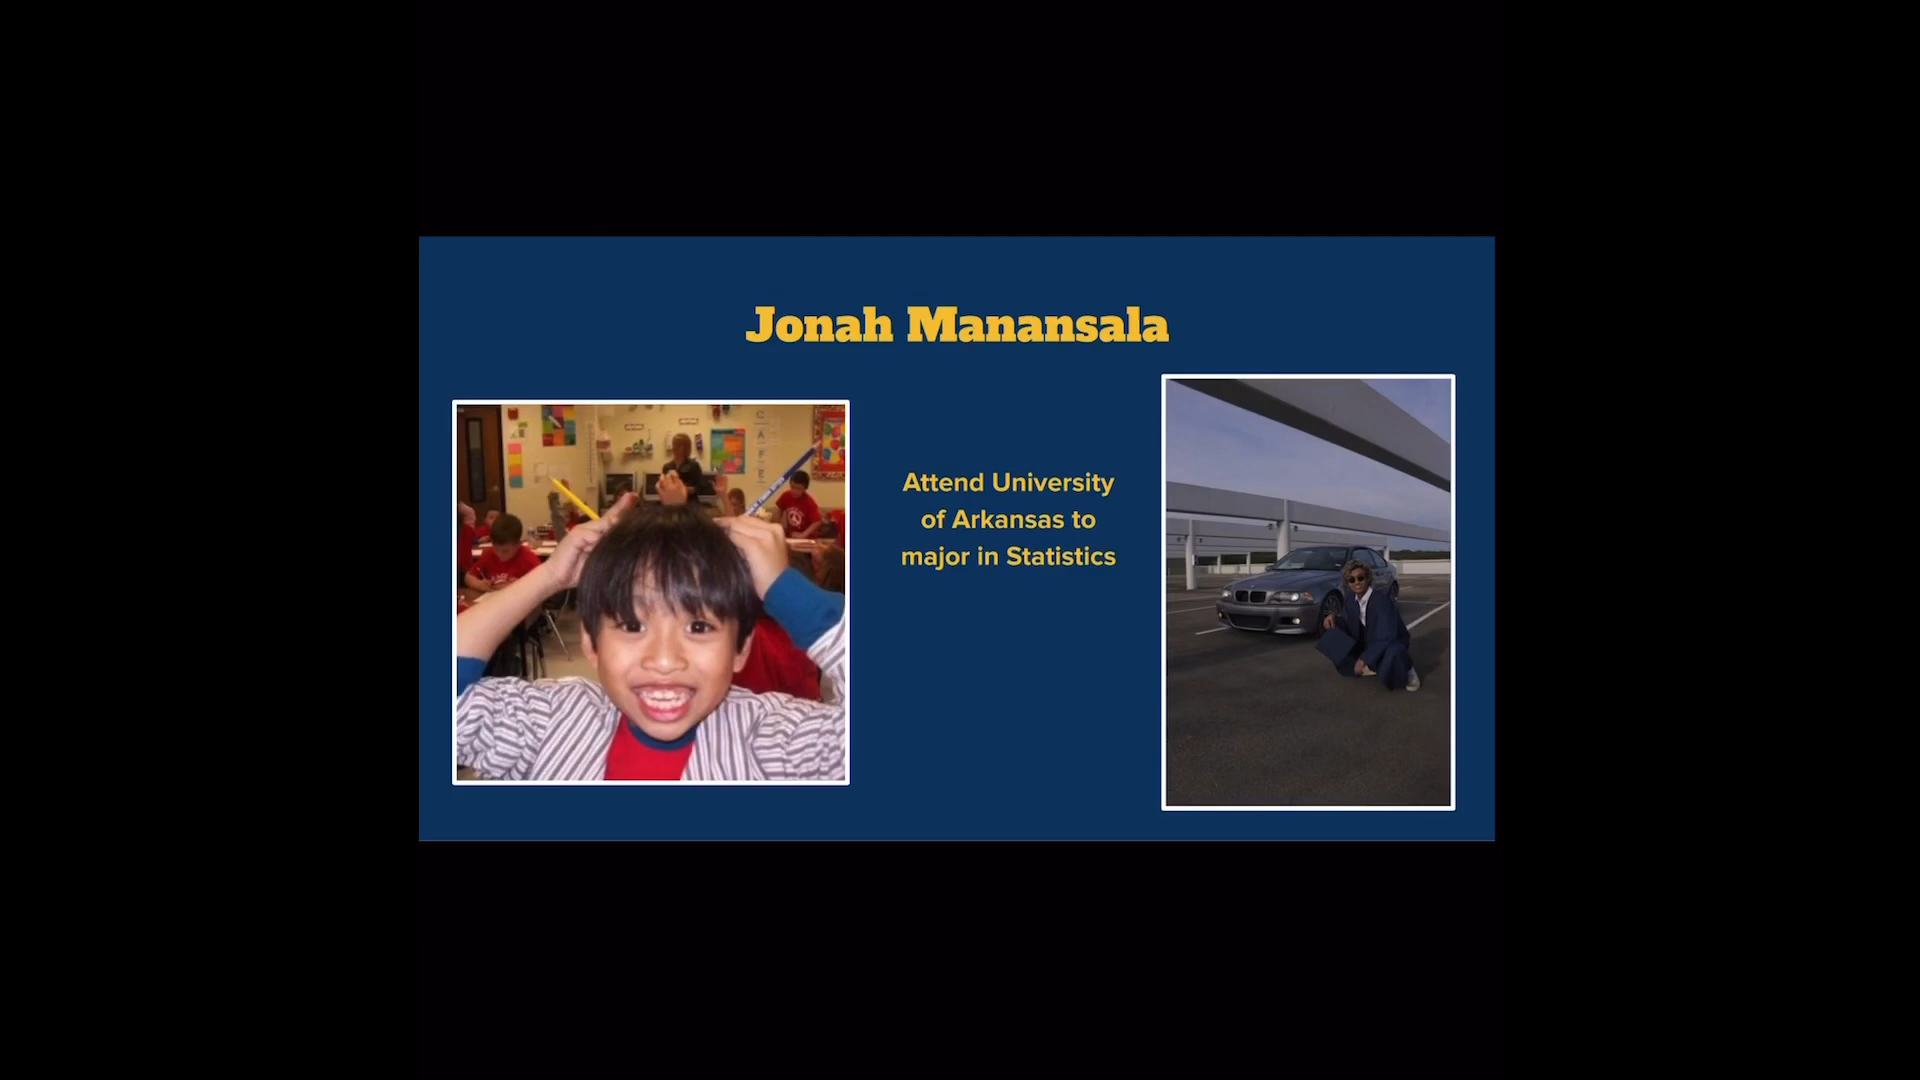 Jonah Manansala
Attend University
of Arkansas to
major in Statistics